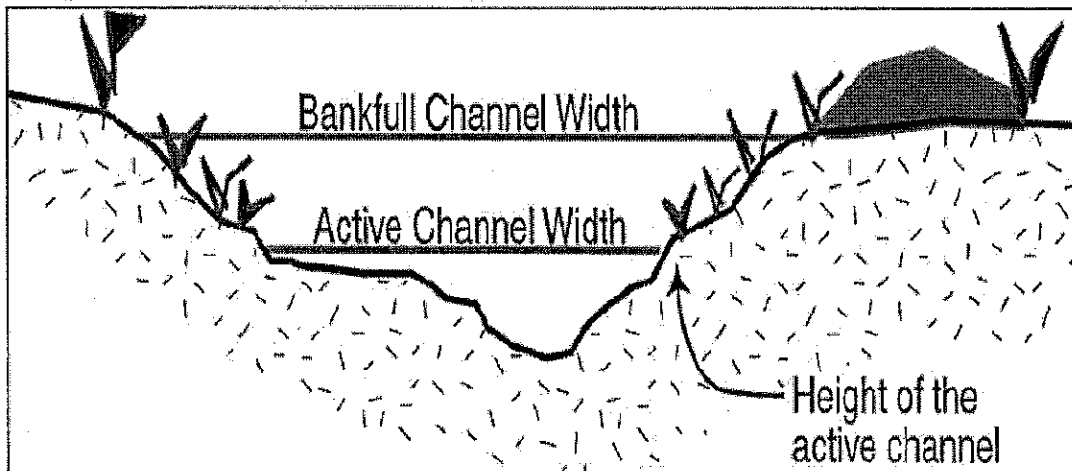 Bankfull Channel Width
Active Channel Width
Height of the
active channel